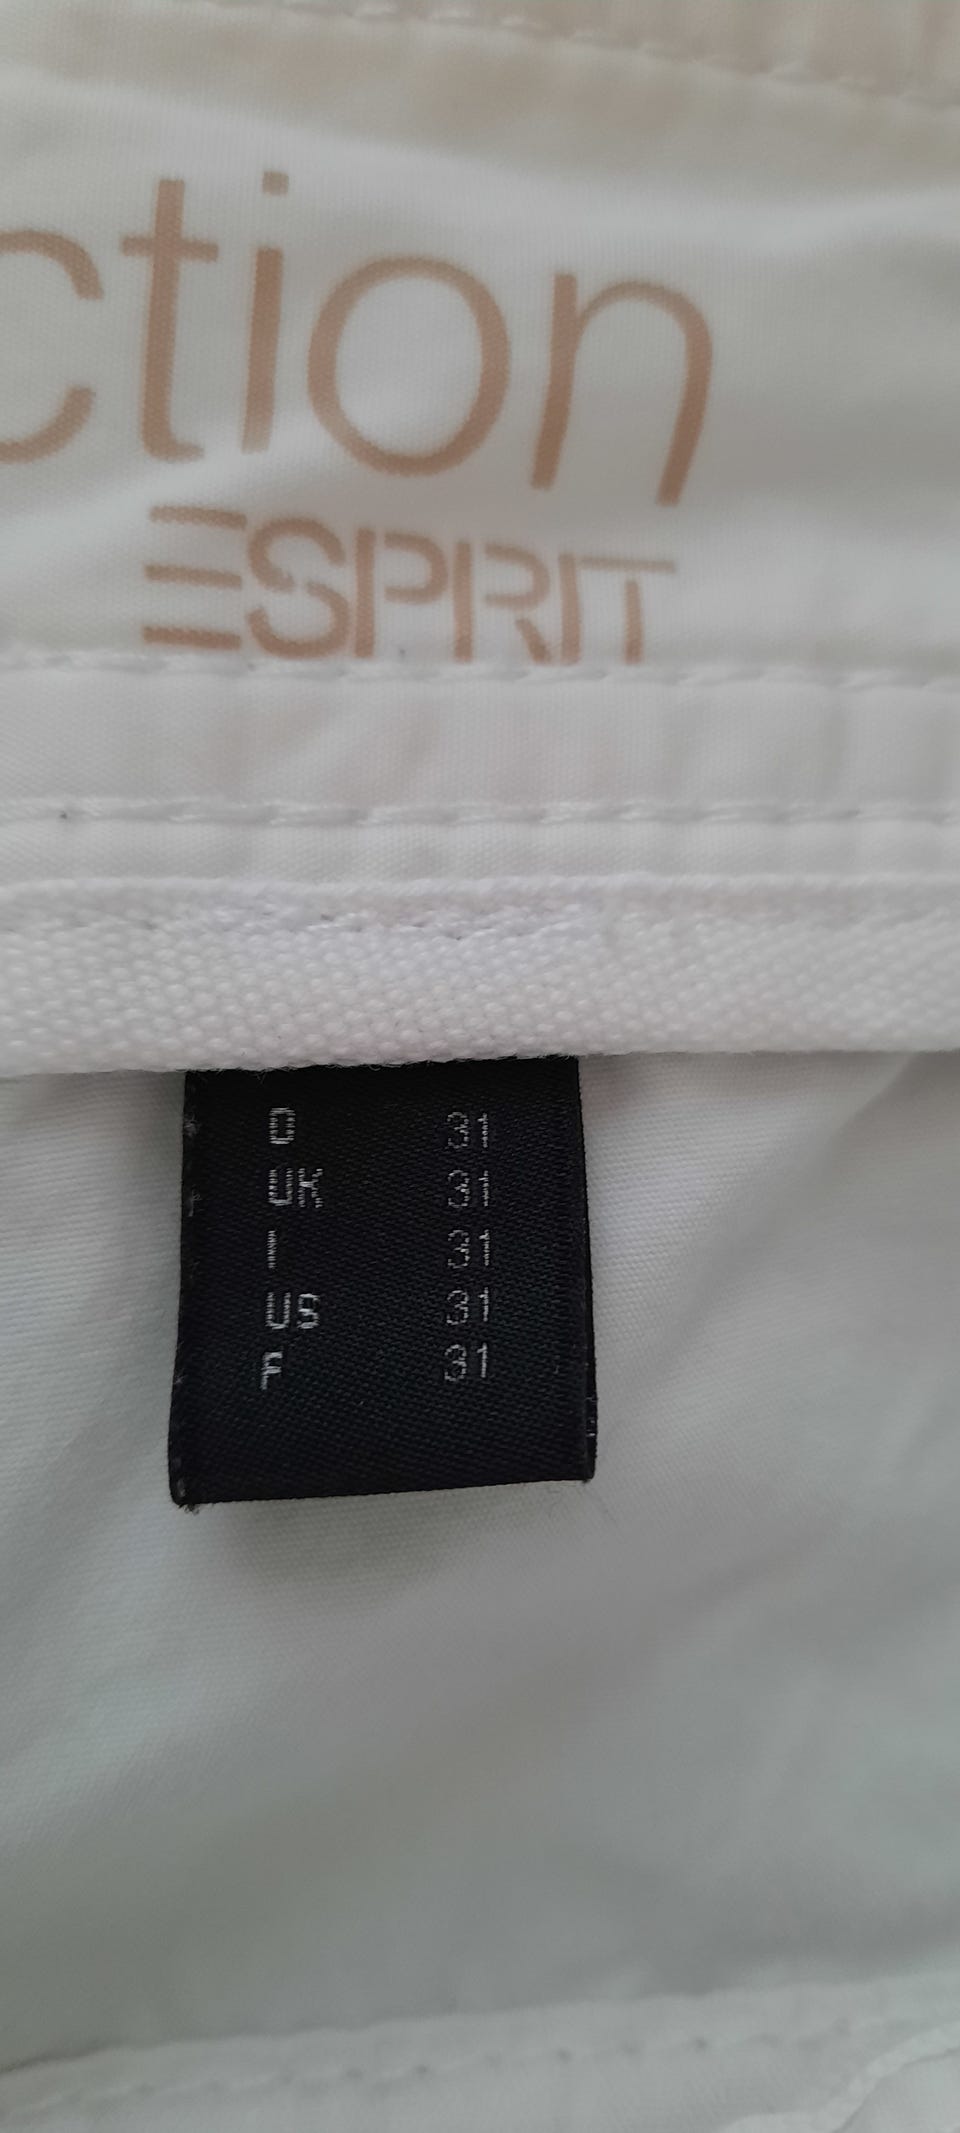 ction
ESPRIT
D 31
UK 31
I 31
US 31
F 31